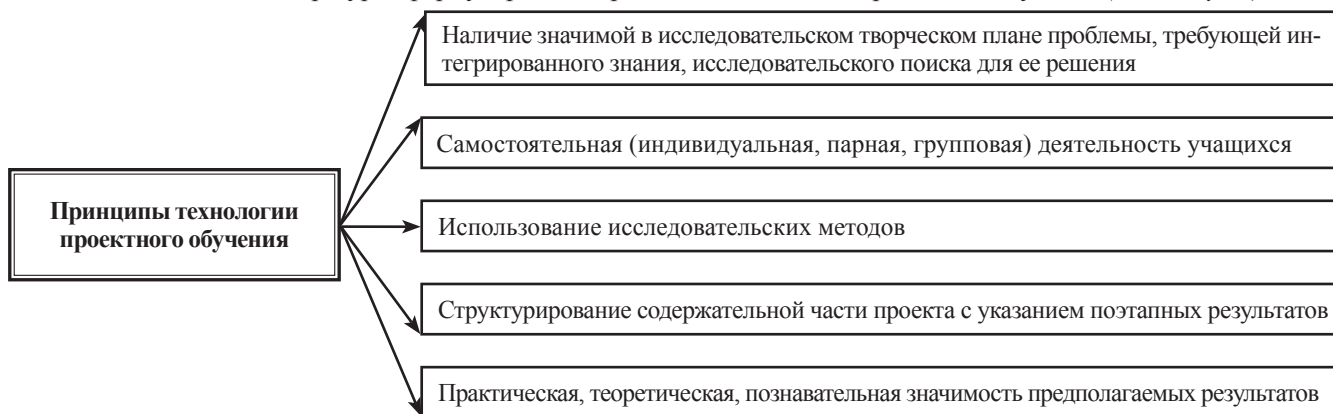 Наличие значимой в исследовательском творческом плане проблемы, требующей ин-
тегрированного знания, исследовательского поиска для ее решения
Самостоятельная (индивидуальная, парная, групповая) деятельность учащихся
Принципы технологии
проектного обучения
Использование исследовательских методов
Структурирование содержательной части проекта с указанием поэтапных результатов
Практическая, теоретическая, познавательная значимость предполагаемых результатов